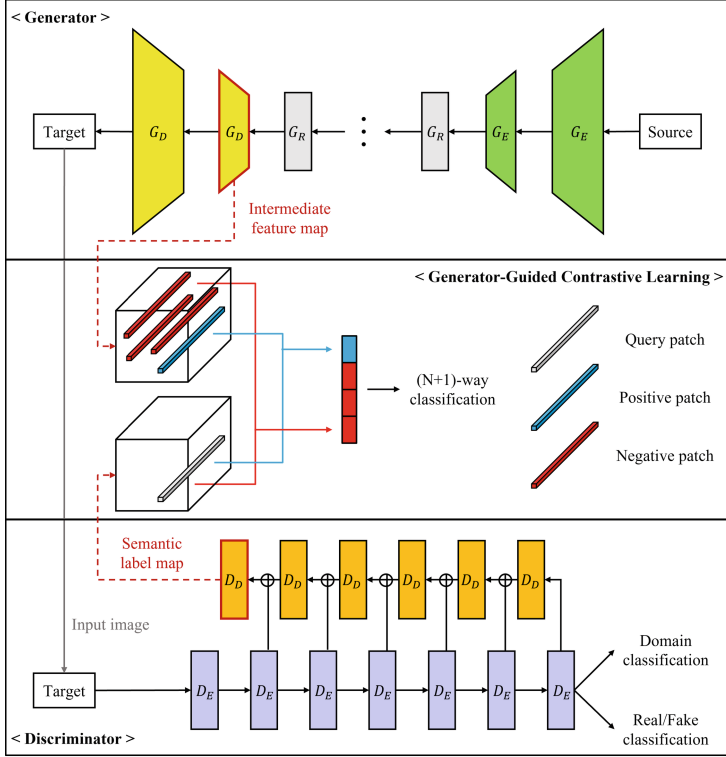 < Generator >
Target
G_D
G_D
G_R
G_R
G_E
G_E
Source
Intermediate
feature map
< Generator-Guided Contrastive Learning >
(N+1)-way
classification
Query patch
Positive patch
Negative patch
Semantic
label map
D_D
D_D
D_D
D_D
D_D
D_D
Input image
Target
D_E
D_E
D_E
D_E
D_E
D_E
D_E
Domain
classification
Real/Fake
classification
< Discriminator >